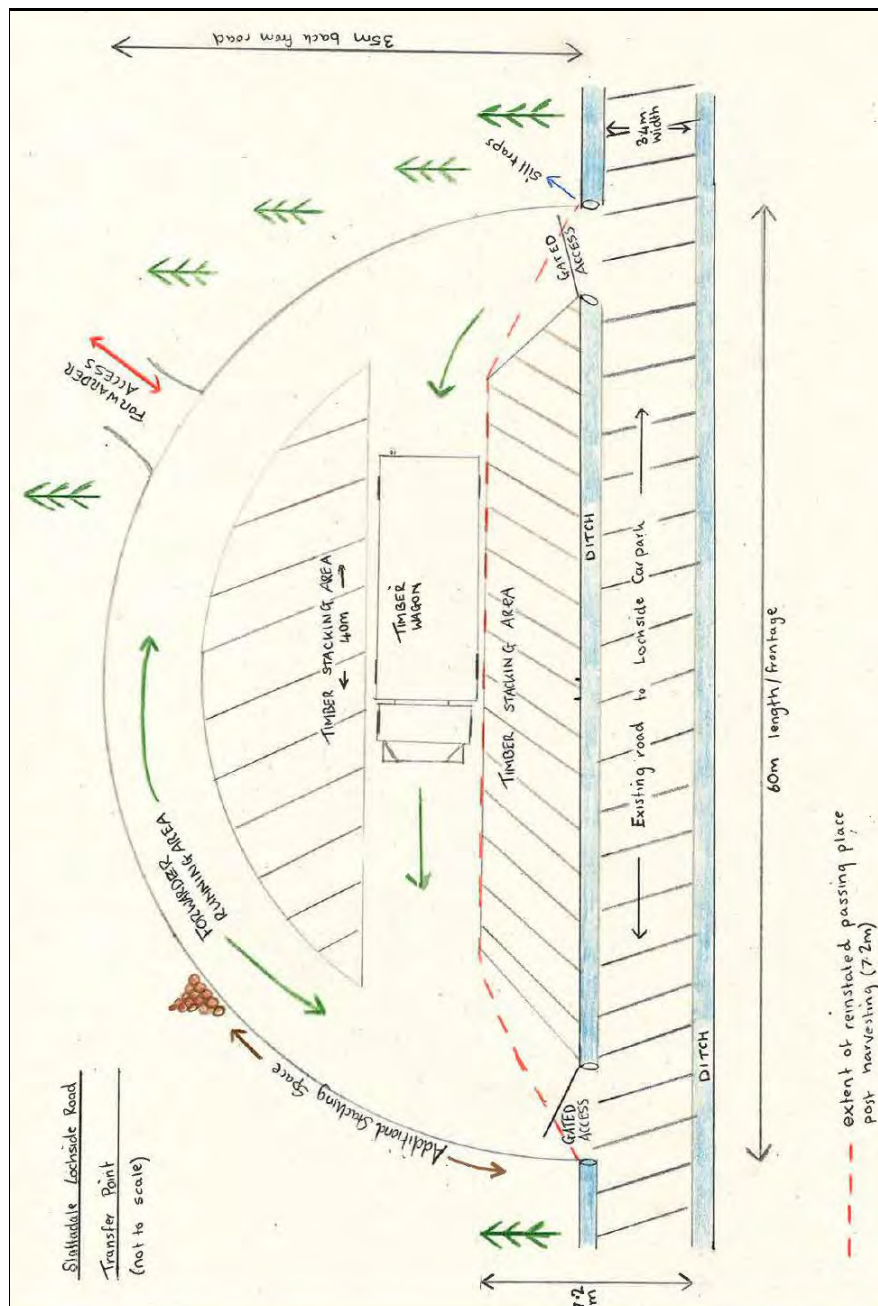 Slattadale Lochside Road
Transfer Point
(not to scale)
35m back from road
silt traps
3.4m
width
GATED
ACCESS
FORWARDER
ACCESS
TIMBER STACKING AREA
40m
TIMBER
WAGON
TIMBER STACKING AREA
DITCH
Existing road to Lochside Carpark
60m length/frontage
FORWARDER
RUNNING AREA
Additional Stacking Space
GATED
ACCESS
DITCH
7.2
m
extent of reinstated passing place
post harvesting (7.2m)